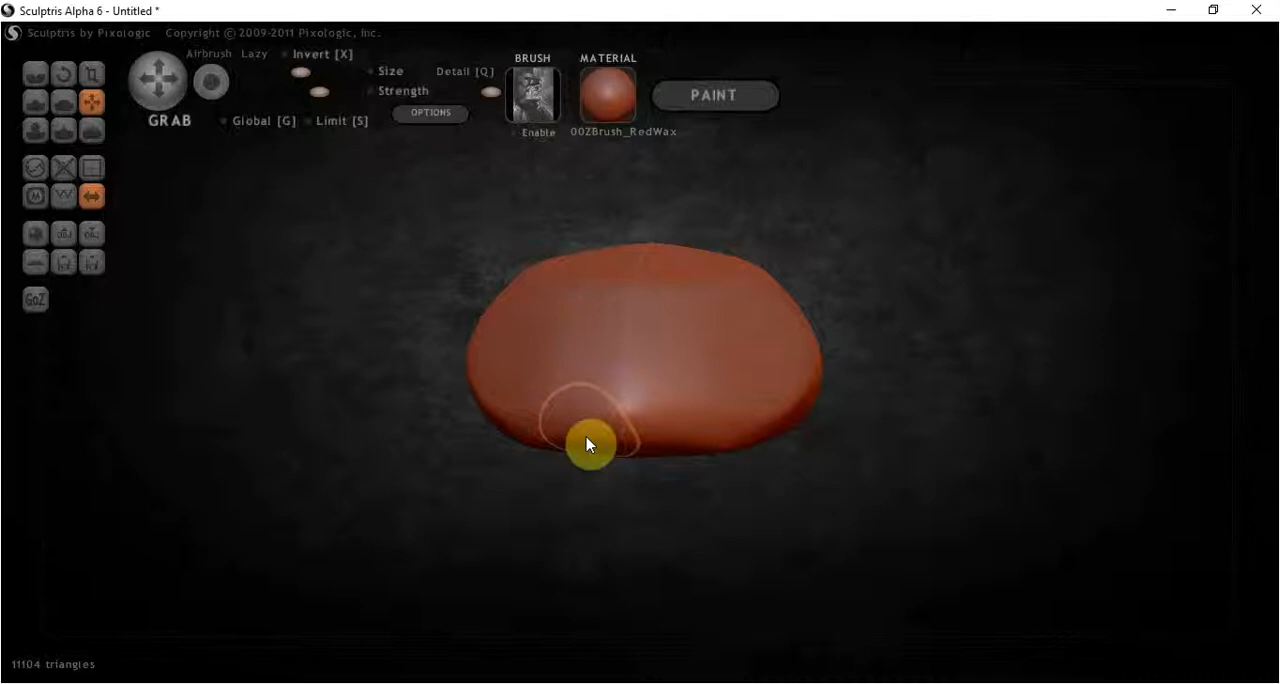 Sculptris Alpha 6 - Untitled *
Sculptris by Pixologic Copyright © 2009-2011 Pixologic, Inc.
Airbrush Lazy Invert [X]
BRUSH MATERIAL
Size Detail [Q]
Strength
PAINT
OPTIONS
GRAB Global [G] Limit [S]
Enable 00ZBrush_RedWax
GoZ
11104 triangles